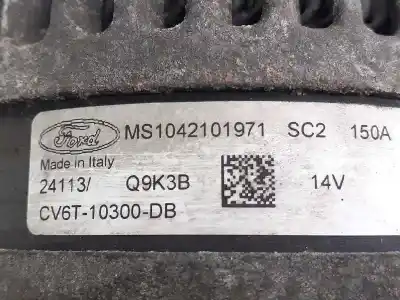 Ford MS1042101971 SC2 150A
Made in Italy
24113/ Q9K3B 14V
CV6T-10300-DB